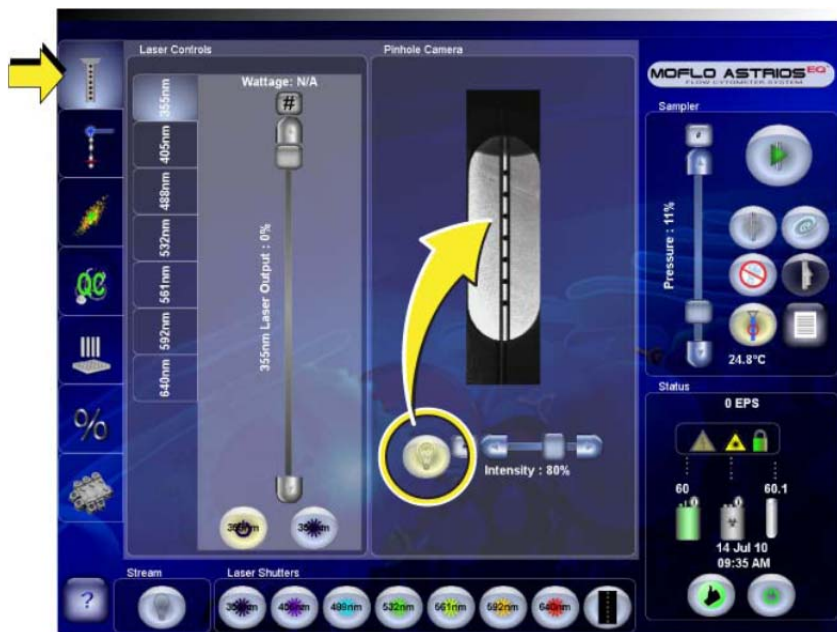 Laser Controls
Wattage: N/A
#
355nm
405nm
488nm
532nm
561nm
592nm
640nm
355nm Laser Output : 0%
Pinhole Camera
Intensity : 80%
MOFLO ASTRIOS EQ
FLOW CYTOMETER SYSTEM
Sampler
Pressure : 11%
24.8°C
Status
0 EPS
60
60.1
14 Jul 10
09:35 AM
QC
%
?
Stream
Laser Shutters
488nm
532nm
561nm
592nm
640nm